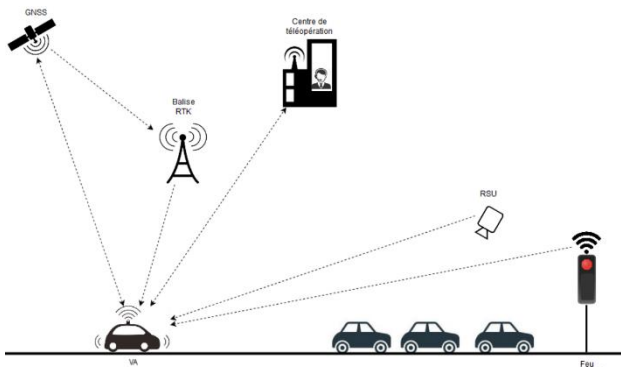 GNSS
Centre de
téléopération
Balise
RTK
RSU
VA
Feu